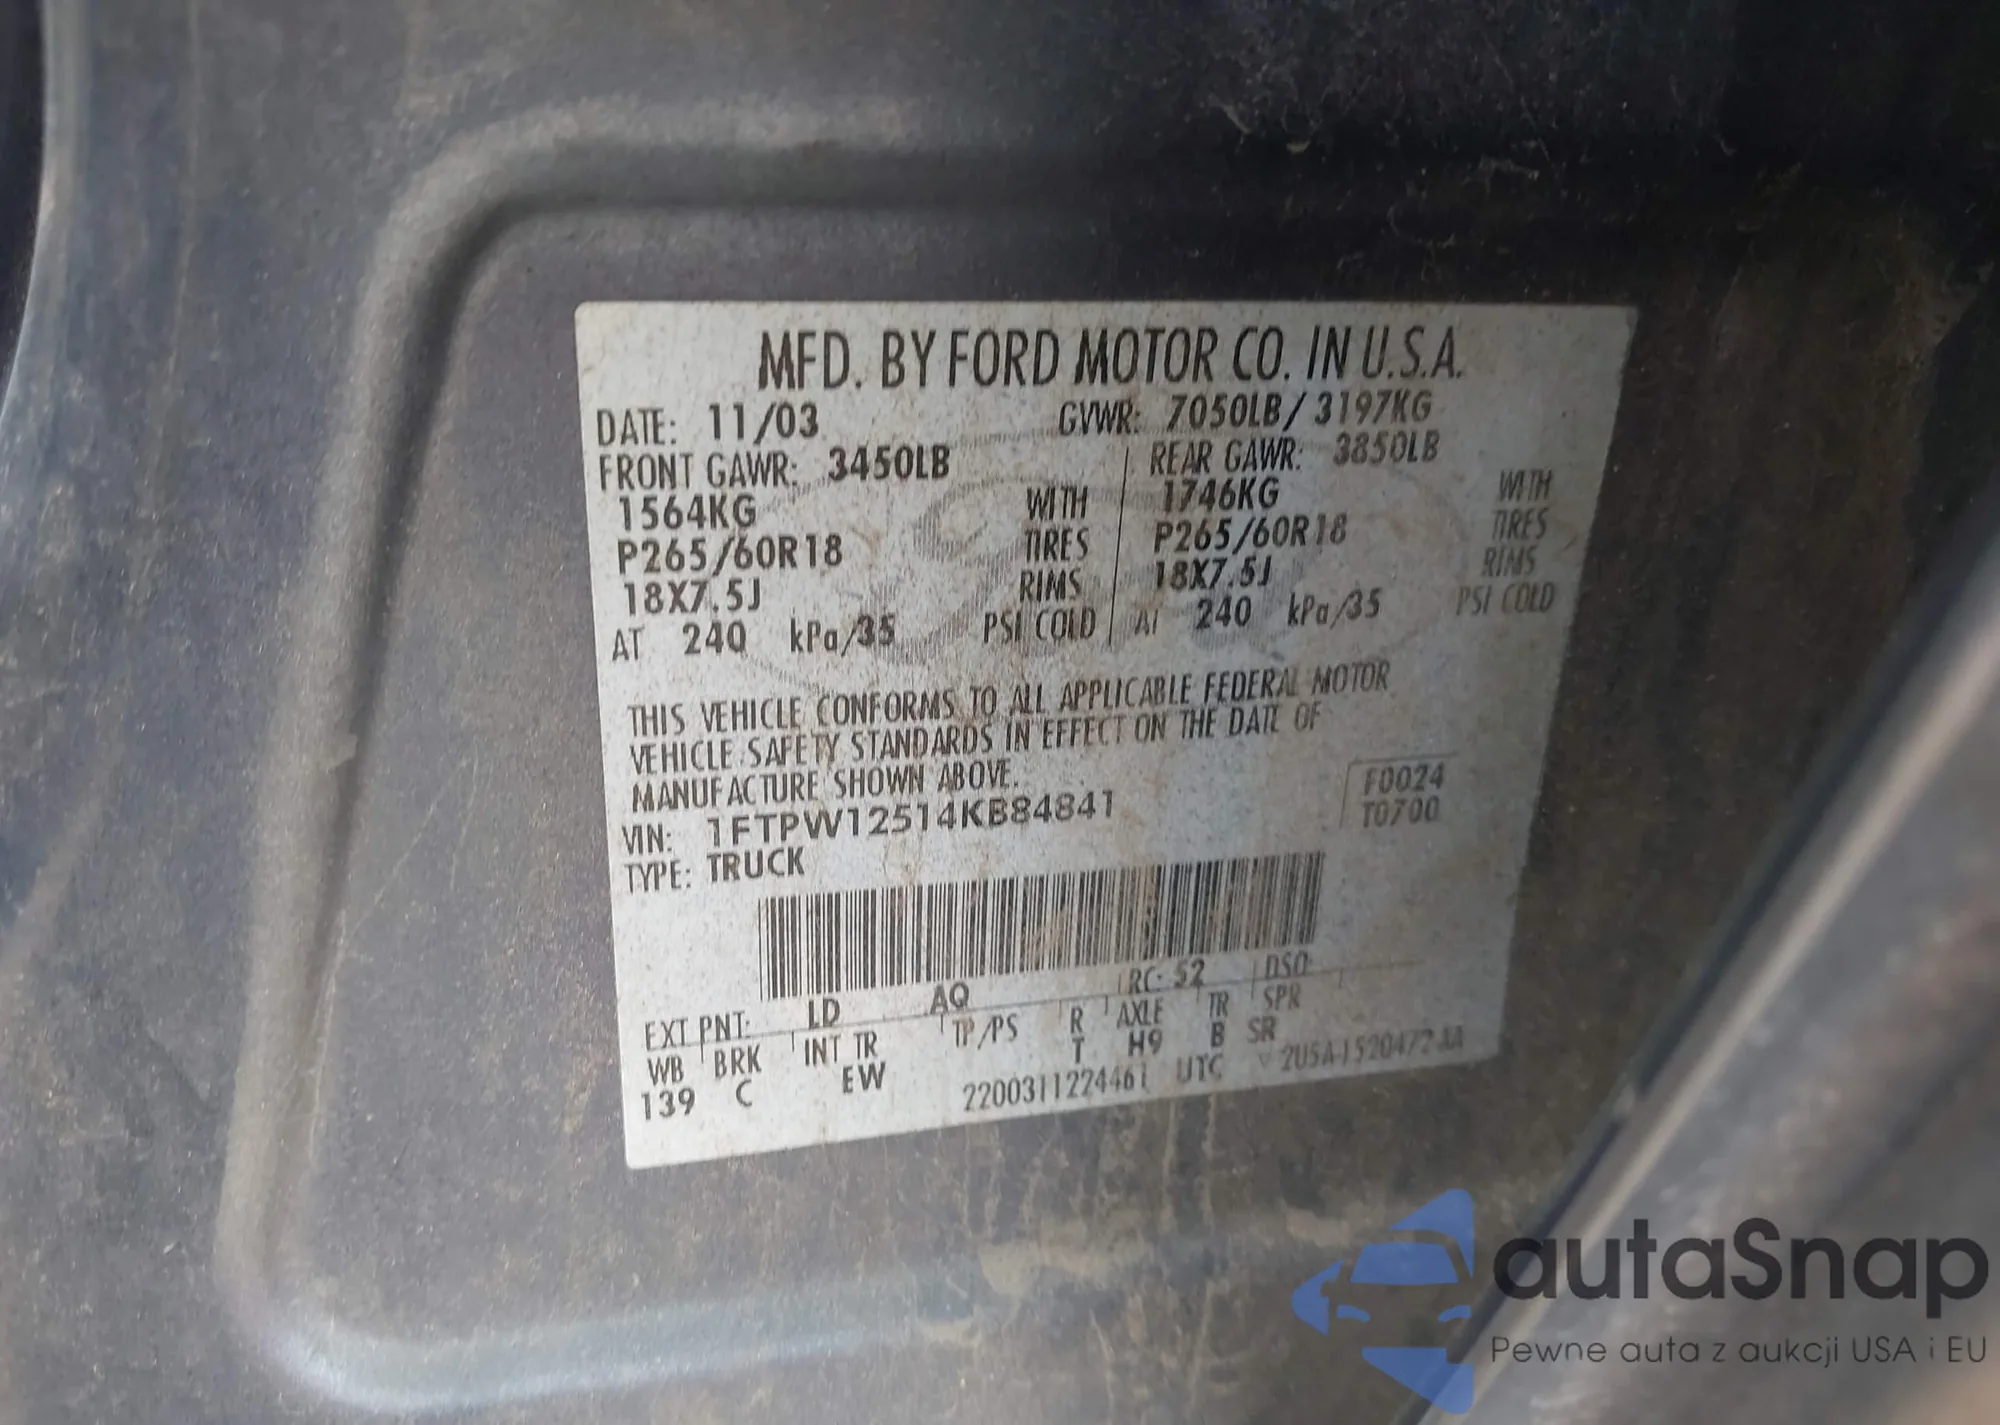 MFD. BY FORD MOTOR CO. IN U.S.A.
DATE: 11/03 GVWR: 7050LB/ 3197KG
FRONT GAWR: 3450LB REAR GAWR: 3850LB
1564KG WITH 1746KG WITH
P265/60R18 TIRES P265/60R18 TIRES
18X7.5J RIMS 18X7.5J RIMS
AT 240 kPa/35 PSI COLD AT 240 kPa/35 PSI COLD
THIS VEHICLE CONFORMS TO ALL APPLICABLE FEDERAL MOTOR
VEHICLE SAFETY STANDARDS IN EFFECT ON THE DATE OF
MANUFACTURE SHOWN ABOVE.
VIN: 1FTPW12514KB84841 F0024
TYPE: TRUCK T0700
EXT PNT: LD AQ RC: 52 DSO
WB BRK INT TR TP/PS R AXLE TR SPR
139 C EW T H9 B SR
2200311224461 UTC 2U5A-1520472-AA
autaSnap
Pewne auta z aukcji USA i EU